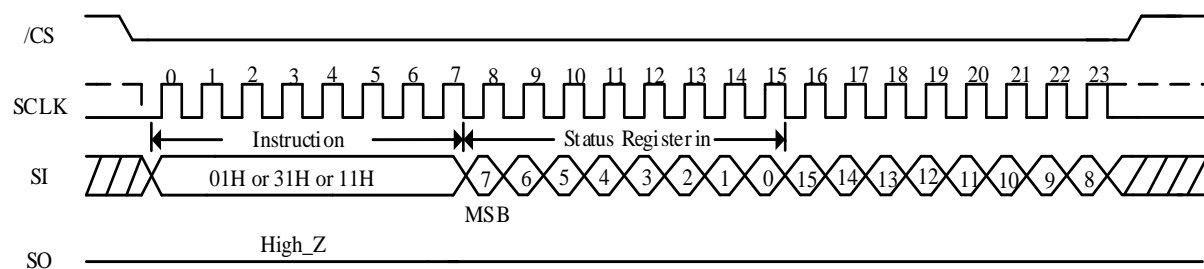 /CS
0 1 2 3 4 5 6 7 8 9 10 11 12 13 14 15 16 17 18 19 20 21 22 23
SCLK
Instruction Status Register in
SI 01H or 31H or 11H 7 6 5 4 3 2 1 0 15 14 13 12 11 10 9 8
MSB
High_Z
SO